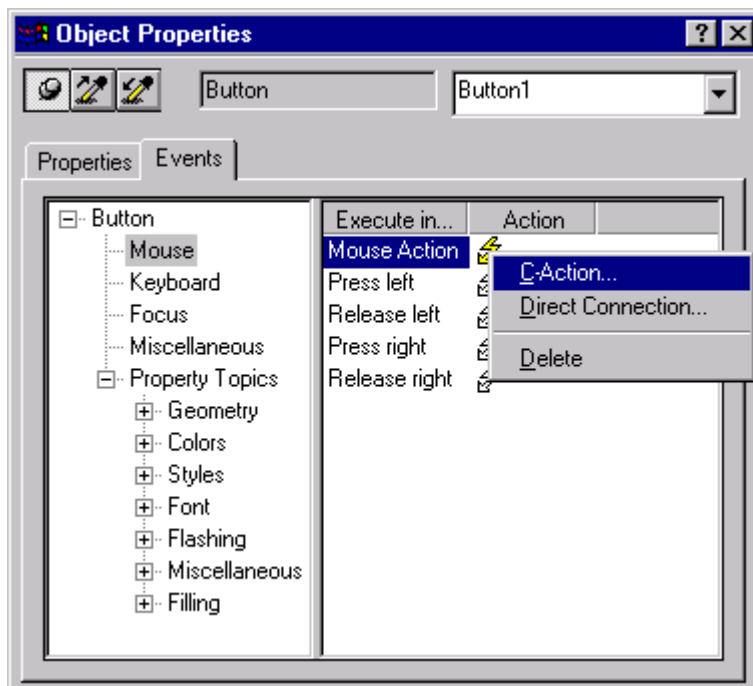 Object Properties
Button
Button1
Properties
Events
Button
Mouse
Keyboard
Focus
Miscellaneous
Property Topics
Geometry
Colors
Styles
Font
Flashing
Miscellaneous
Filling
Execute in... Action
Mouse Action
Press left
Release left
Press right
Release right
C-Action...
Direct Connection...
Delete